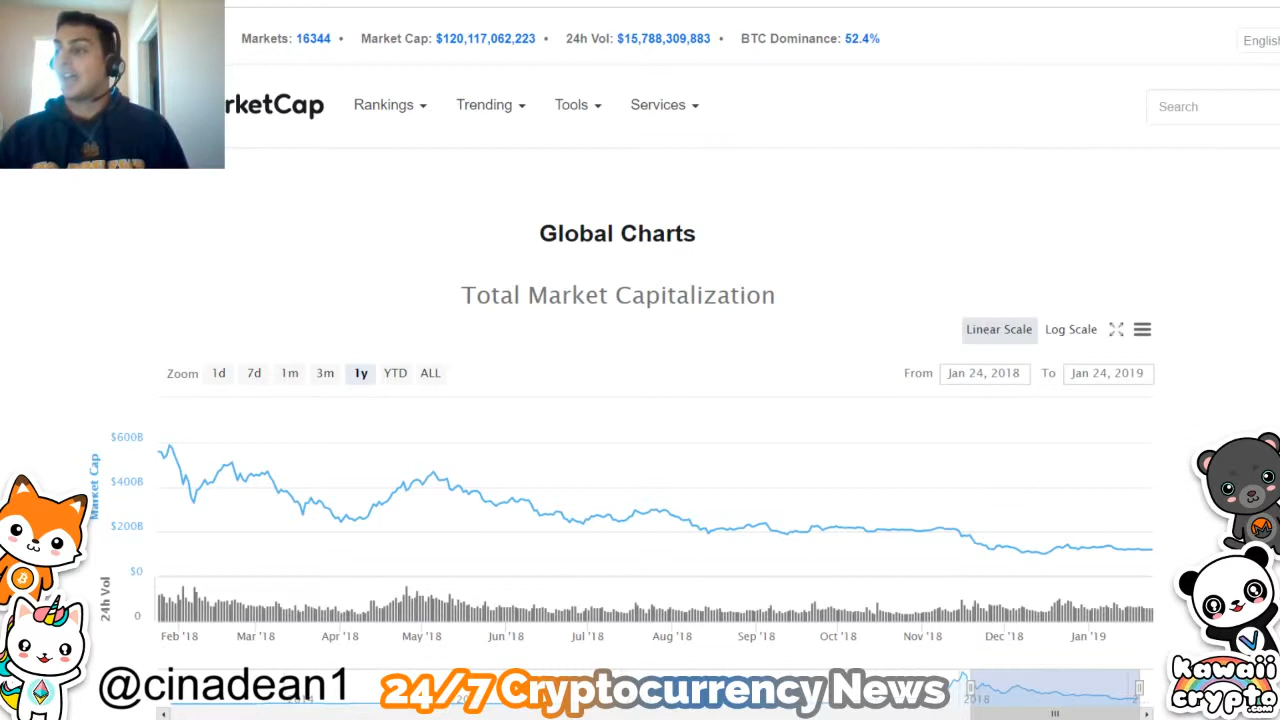 Markets: 16344 • Market Cap: $120,117,062,223 • 24h Vol: $15,788,309,883 • BTC Dominance: 52.4%
English
rketCap Rankings Trending Tools Services
Search
Global Charts
Total Market Capitalization
Linear Scale Log Scale
Zoom 1d 7d 1m 3m 1y YTD ALL
From Jan 24, 2018 To Jan 24, 2019
Market Cap
$600B
$400B
$200B
$0
24h Vol
0
Feb '18 Mar '18 Apr '18 May '18 Jun '18 Jul '18 Aug '18 Sep '18 Oct '18 Nov '18 Dec '18 Jan '19
2018
@cinadean1
24/7 Cryptocurrency News
kawaii
crypto
.com